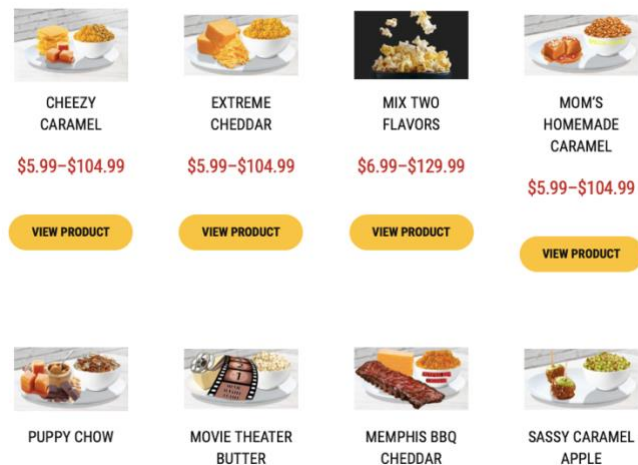 CHEEZY
CARAMEL
$5.99–$104.99
VIEW PRODUCT
EXTREME
CHEDDAR
$5.99–$104.99
VIEW PRODUCT
MIX TWO
FLAVORS
$6.99–$129.99
VIEW PRODUCT
MOM'S
HOMEMADE
CARAMEL
$5.99–$104.99
VIEW PRODUCT
PUPPY CHOW
MOVIE THEATER
BUTTER
MEMPHIS BBQ
CHEDDAR
SASSY CARAMEL
APPLE